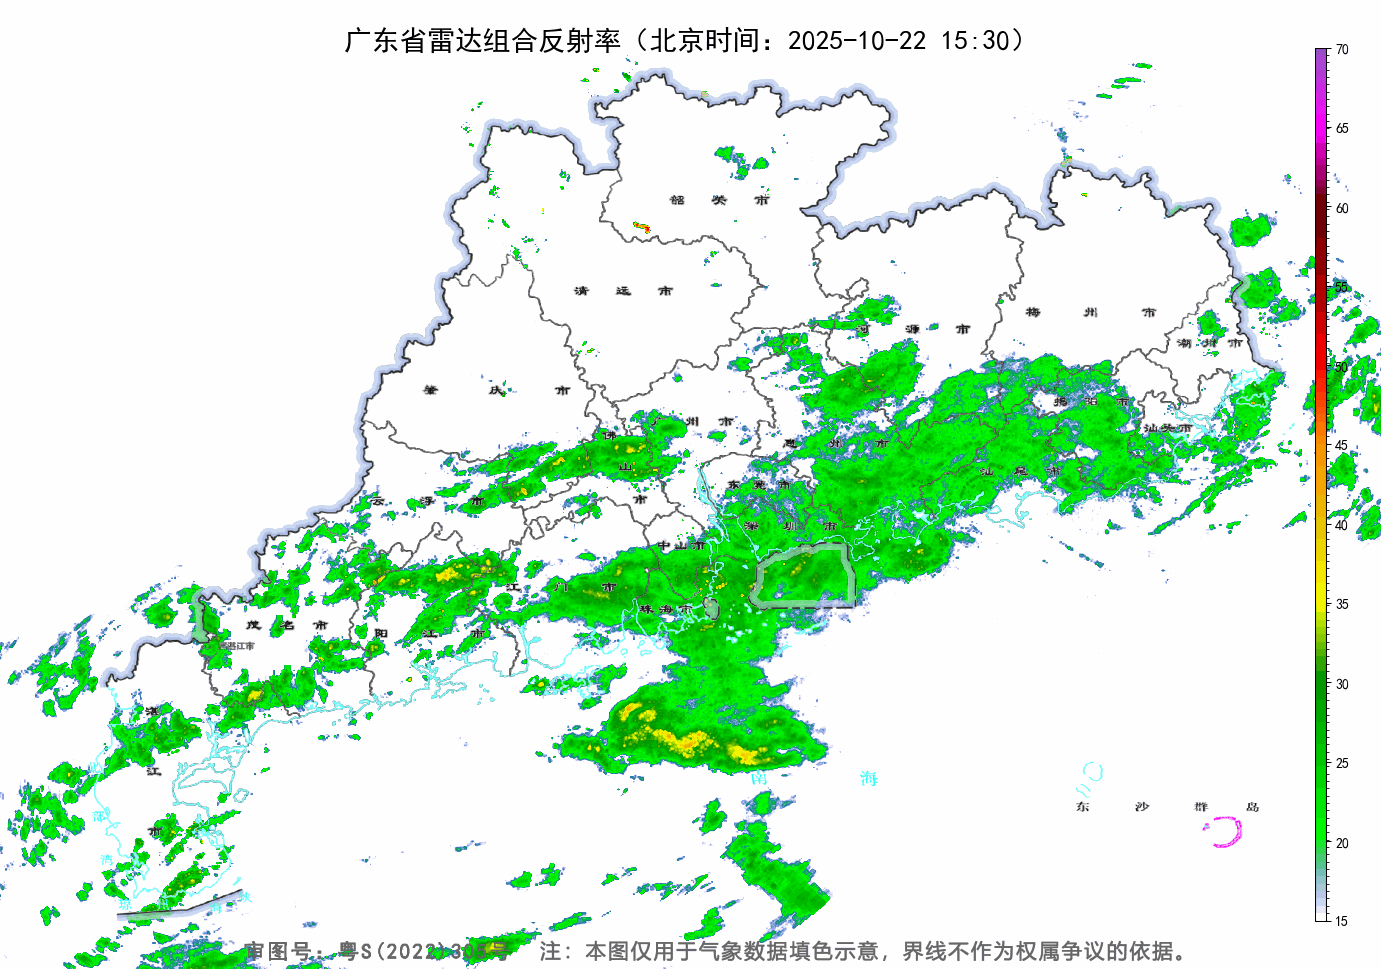 广东省雷达组合反射率（北京时间：2025-10-22 15:30）
70
65
60
55
50
45
40
35
30
25
20
15
韶关市
清远市
河源市
梅州市
潮州市
肇庆市
广州市
揭阳市
汕头市
佛山市
惠州市
汕尾市
云浮市
东莞市
深圳市
中山市
江门市
珠海市
茂名市
阳江市
湛江市
湛江市
南海
东沙群岛
审图号：粤S(2022)305号 注：本图仅用于气象数据填色示意，界线不作为权属争议的依据。